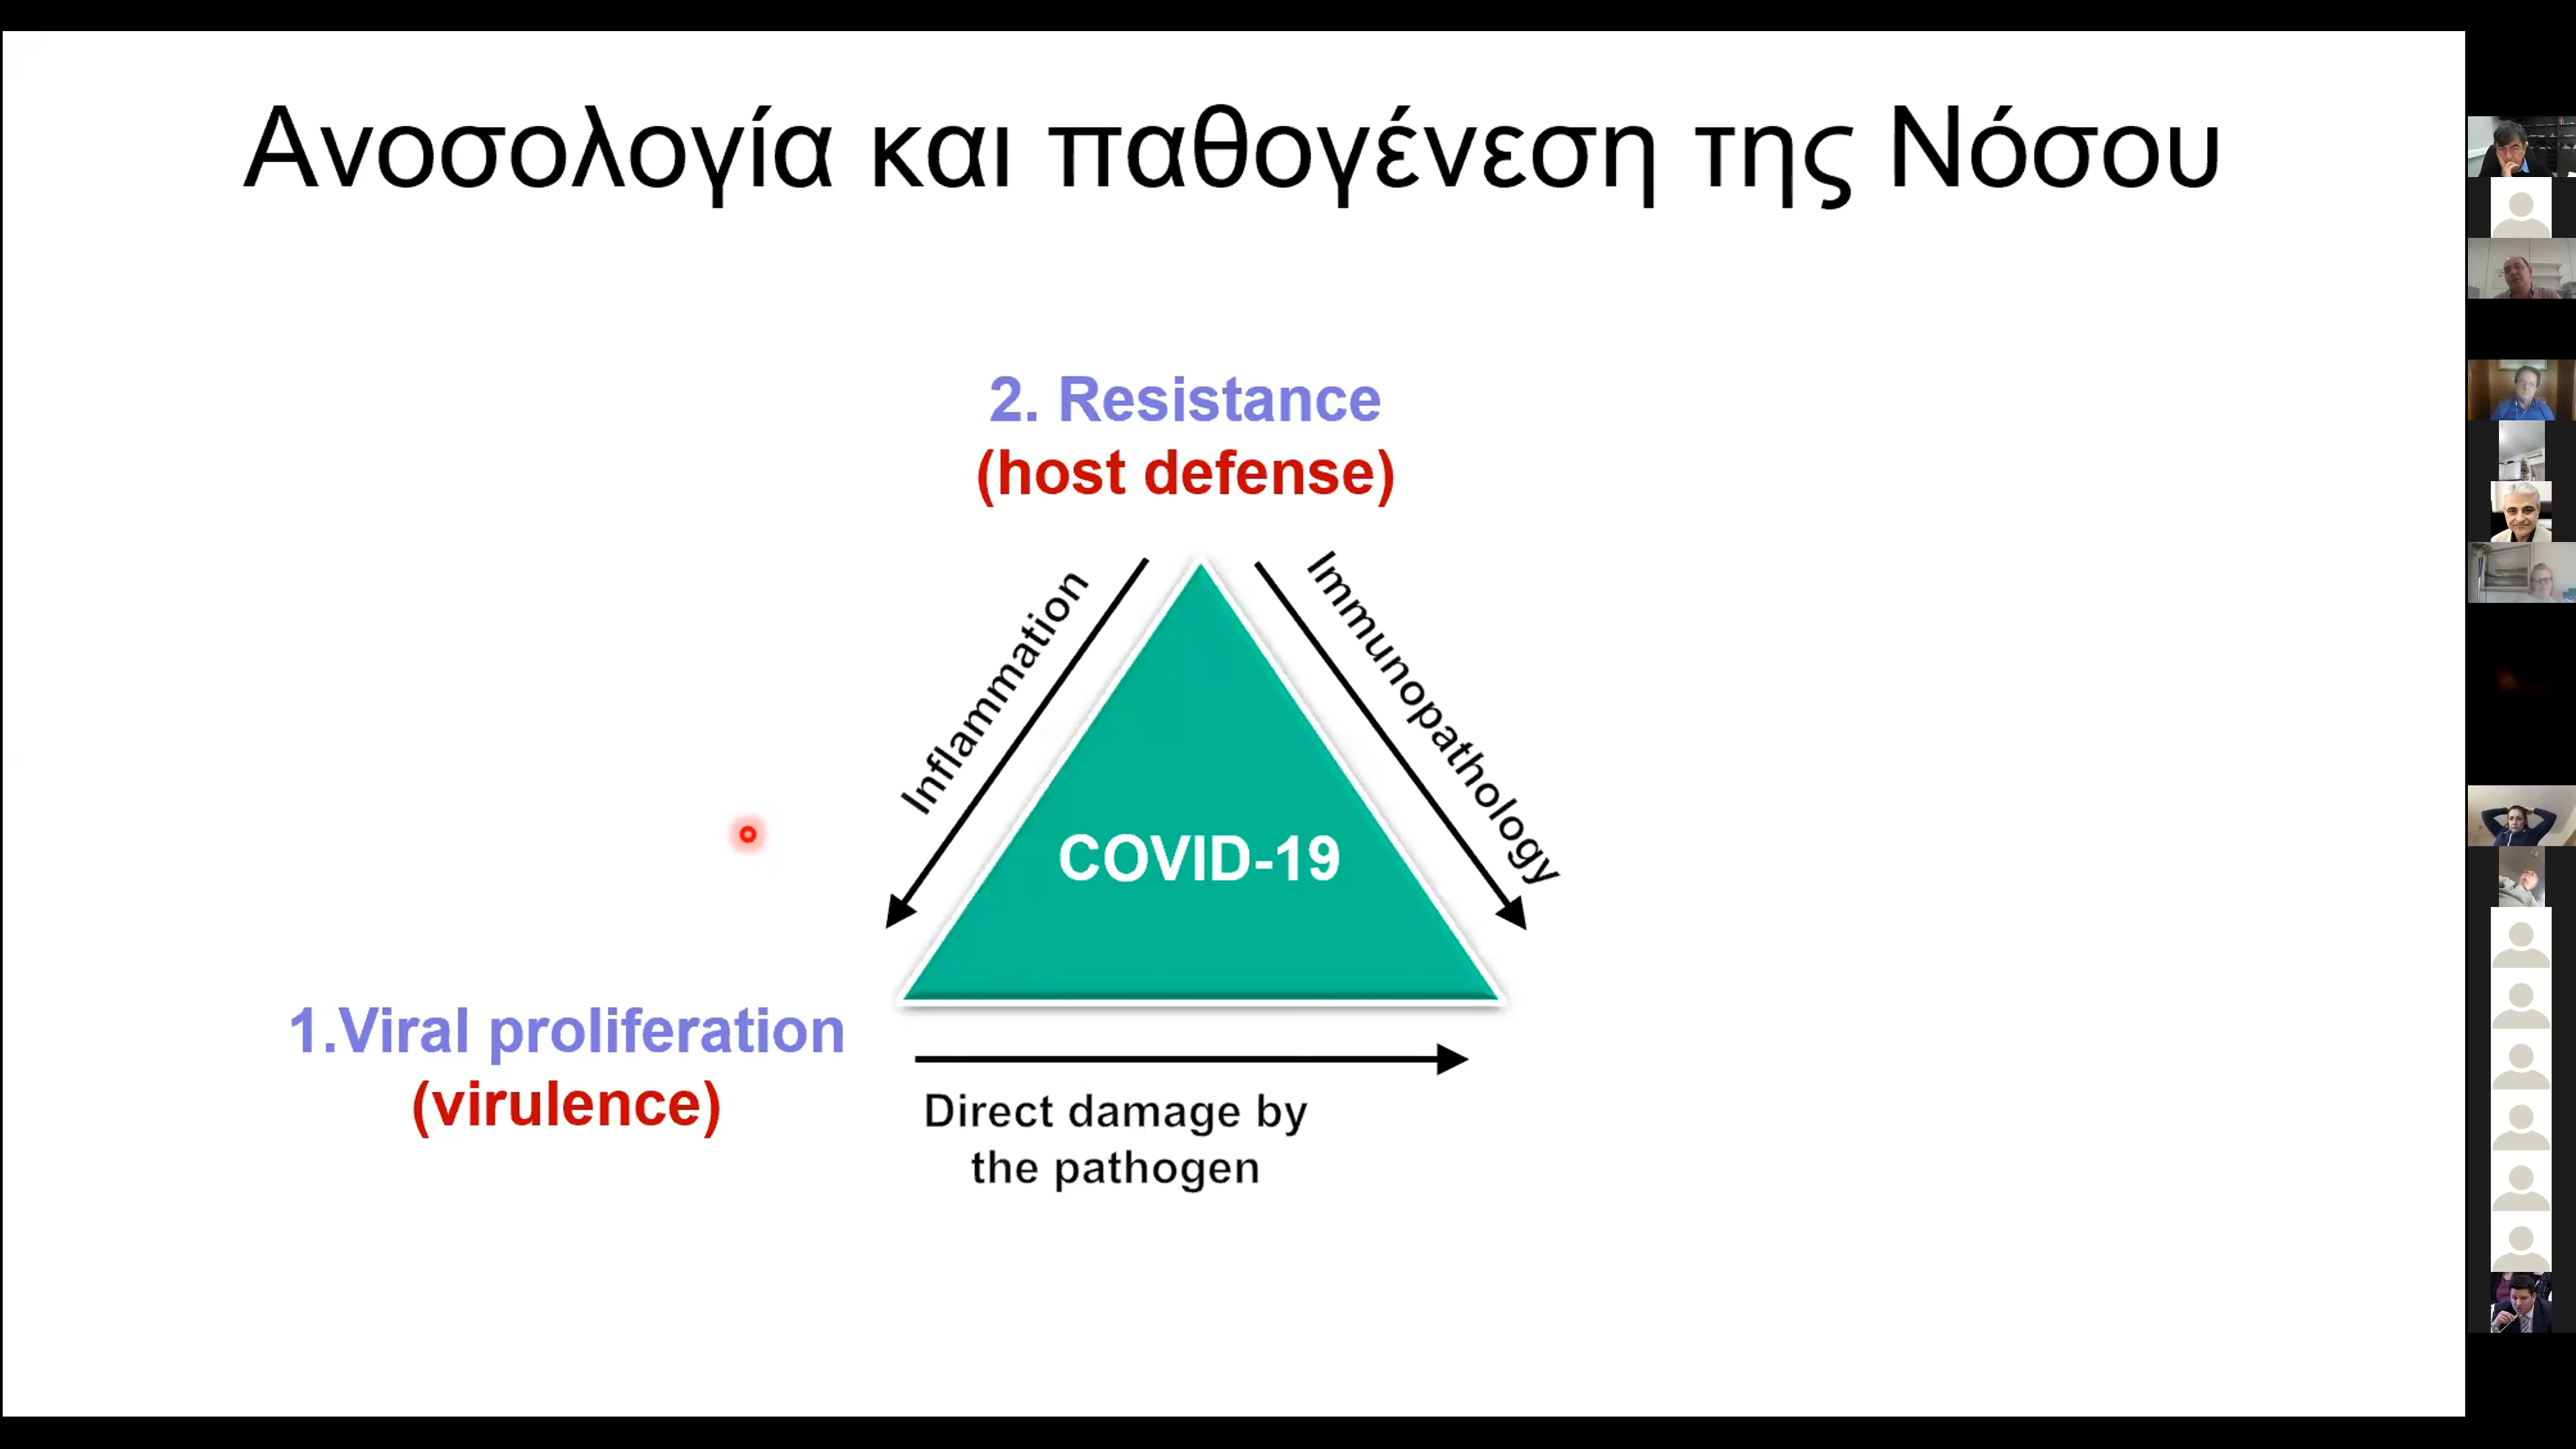 Ανοσολογία και παθογένεση της Νόσου
2. Resistance
(host defense)
Inflammation
Immunopathology
COVID-19
1.Viral proliferation
(virulence)
Direct damage by
the pathogen